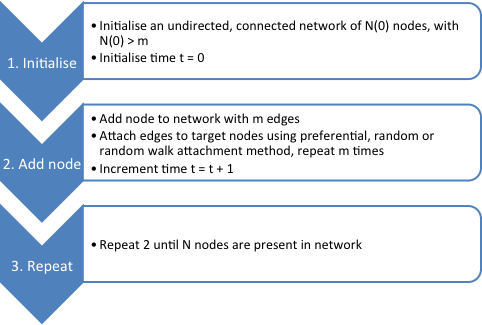 1. Initialise
• Initialise an undirected, connected network of N(0) nodes, with
N(0) > m
• Initialise time t = 0
2. Add node
• Add node to network with m edges
• Attach edges to target nodes using preferential, random or
random walk attachment method, repeat m times
• Increment time t = t + 1
3. Repeat
• Repeat 2 until N nodes are present in network